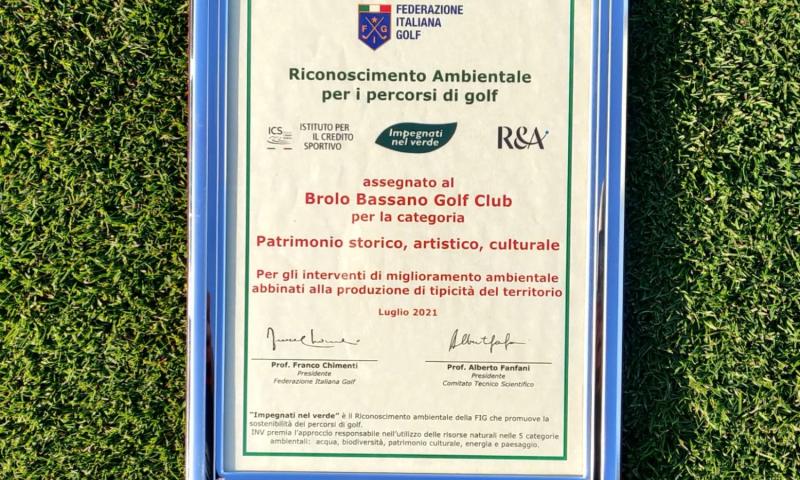 FEDERAZIONE
ITALIANA
GOLF
F G
I
Riconoscimento Ambientale
per i percorsi di golf
ICS
ISTITUTO PER
IL CREDITO
SPORTIVO
Impegnati
nel verde
R&A
assegnato al
Brolo Bassano Golf Club
per la categoria
Patrimonio storico, artistico, culturale
Per gli interventi di miglioramento ambientale
abbinati alla produzione di tipicità del territorio
Luglio 2021
Prof. Franco Chimenti
Presidente
Federazione Italiana Golf
Prof. Alberto Fanfani
Presidente
Comitato Tecnico Scientifico
"Impegnati nel verde" è il Riconoscimento ambientale della FIG che promuove la
sostenibilità dei percorsi di golf.
INV premia l'approccio responsabile nell'utilizzo delle risorse naturali nelle 5 categorie
ambientali: acqua, biodiversità, patrimonio culturale, energia e paesaggio.